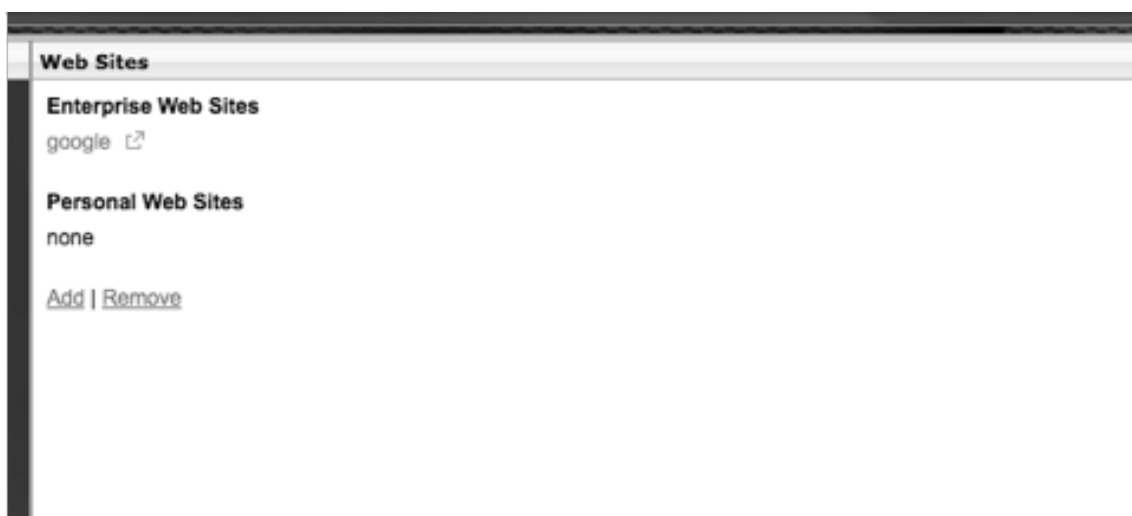 Web Sites
Enterprise Web Sites
google
Personal Web Sites
none
Add | Remove